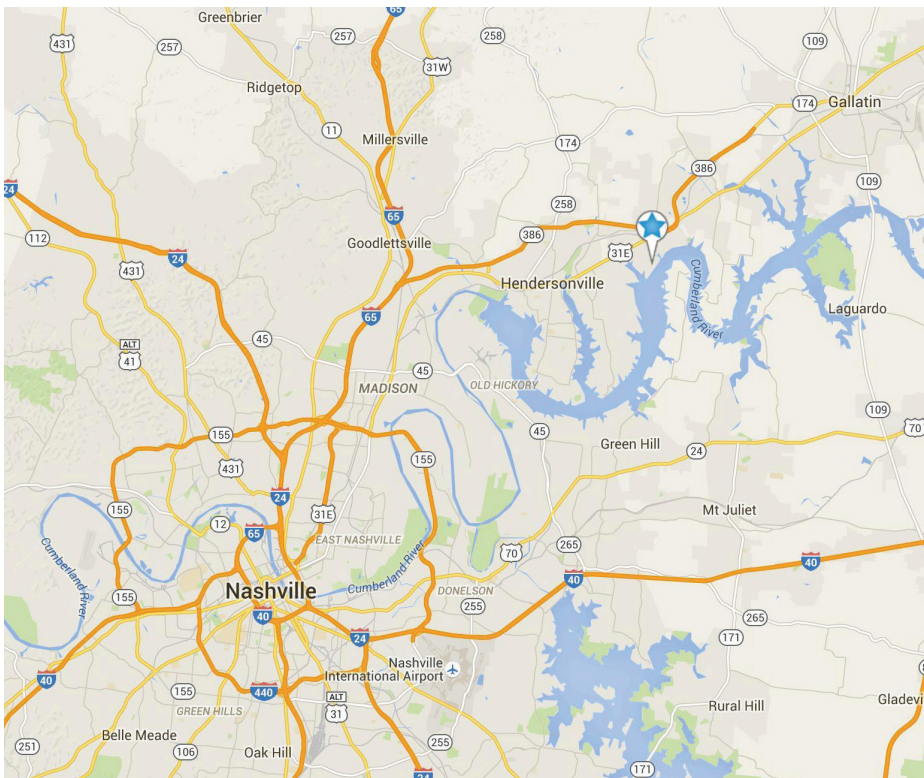 65
Greenbrier
431
257
257
258
109
31W
Ridgetop
174
Gallatin
11
Millersville
174
386
24
109
258
65
112
Goodlettsville
386
31E
24
431
Hendersonville
Cumberland River
65
Laguardo
45
ALT
41
45
MADISON
OLD HICKORY
109
70
155
45
Green Hill
24
431
155
24
155
31E
Mt Juliet
12
65
EAST NASHVILLE
70
265
40
Cumberland River
Nashville
Cumberland River
40
155
DONELSON
255
40
24
265
171
Nashville
International Airport
40
155
440
ALT
31
GREEN HILLS
Rural Hill
Gladevi
251
Belle Meade
106
Oak Hill
255
171
24